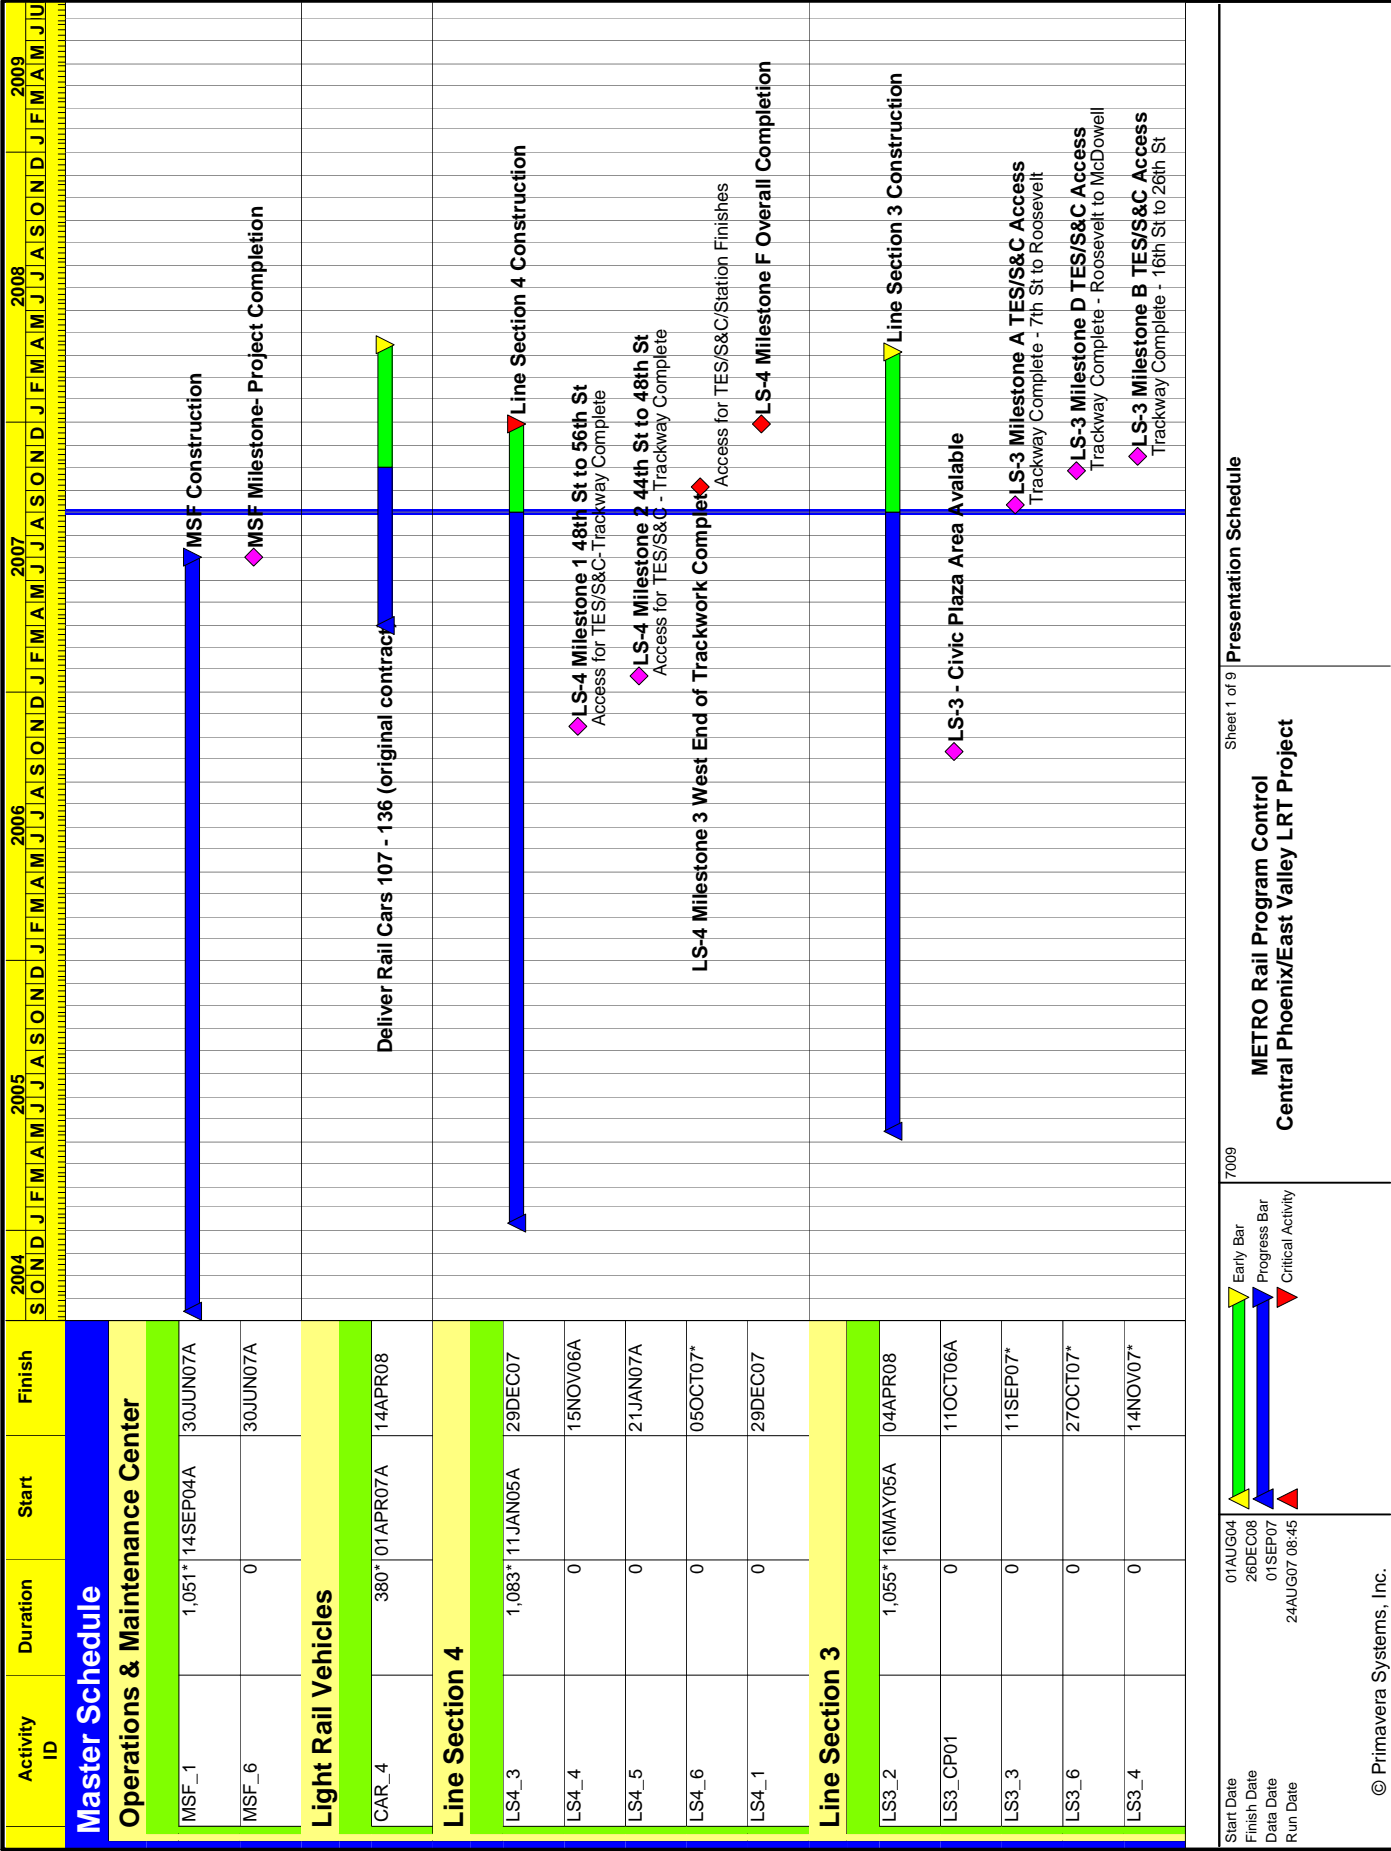 Activity ID Duration Start Finish
2004 2005 2006 2007 2008 2009
S O N D J F M A M J J A S O N D J F M A M J J A S O N D J F M A M J J A S O N D J F M A M J J A S O N D J F M A M J U
Master Schedule
Operations & Maintenance Center
MSF_1 1,051* 14SEP04A 30JUN07A MSF Construction
MSF_6 0 30JUN07A MSF Milestone- Project Completion
Light Rail Vehicles
CAR_4 380* 01APR07A 14APR08 Deliver Rail Cars 107 - 136 (original contract
Line Section 4
LS4_3 1,083* 11JAN05A 29DEC07 Line Section 4 Construction
LS4_4 0 15NOV06A LS-4 Milestone 1 48th St to 56th St
Access for TES/S&C-Trackway Complete
LS4_5 0 21JAN07A LS-4 Milestone 2 44th St to 48th St
Access for TES/S&C - Trackway Complete
LS4_6 0 05OCT07* LS-4 Milestone 3 West End of Trackwork Complet
Access for TES/S&C/Station Finishes
LS4_1 0 29DEC07 LS-4 Milestone F Overall Completion
Line Section 3
LS3_2 1,055* 16MAY05A 04APR08 Line Section 3 Construction
LS3_CP01 0 11OCT06A LS-3 - Civic Plaza Area Avalable
LS3_3 0 11SEP07* LS-3 Milestone A TES/S&C Access
Trackway Complete - 7th St to Roosevelt
LS3_6 0 27OCT07* LS-3 Milestone D TES/S&C Access
Trackway Complete - Roosevelt to McDowell
LS3_4 0 14NOV07* LS-3 Milestone B TES/S&C Access
Trackway Complete - 16th St to 26th St
Start Date 01AUG04
Finish Date 26DEC08
Data Date 01SEP07
Run Date 24AUG07 08:45
© Primavera Systems, Inc.
Early Bar
Progress Bar
Critical Activity
7009
METRO Rail Program Control
Central Phoenix/East Valley LRT Project
Sheet 1 of 9
Presentation Schedule